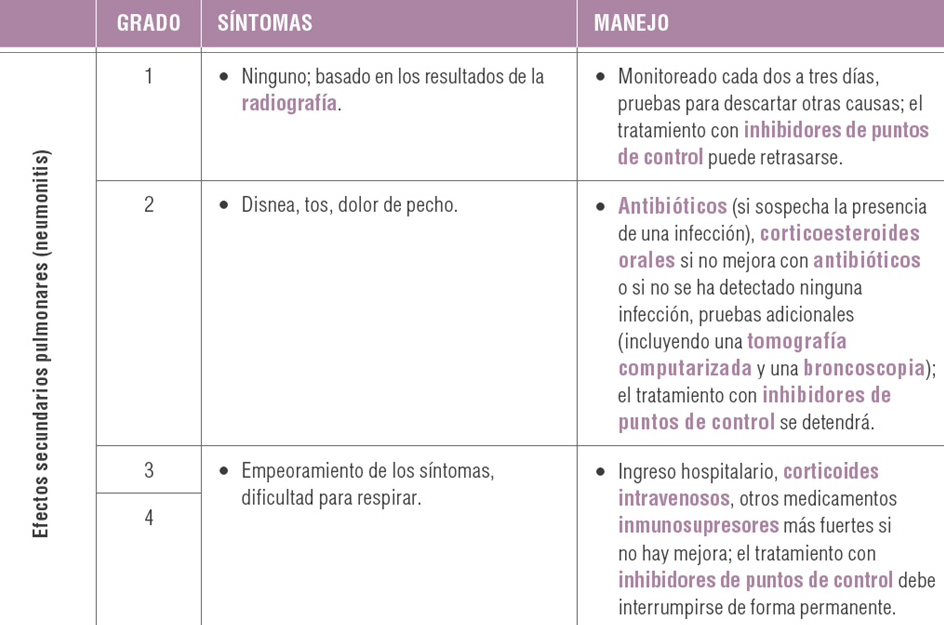 GRADO SÍNTOMAS MANEJO
Efectos secundarios pulmonares (neumonitis)
1
• Ninguno; basado en los resultados de la
radiografía.
• Monitoreado cada dos a tres días,
pruebas para descartar otras causas; el
tratamiento con inhibidores de puntos
de control puede retrasarse.
2
• Disnea, tos, dolor de pecho.
• Antibióticos (si sospecha la presencia
de una infección), corticoesteroides
orales si no mejora con antibióticos
o si no se ha detectado ninguna
infección, pruebas adicionales
(incluyendo una tomografía
computarizada y una broncoscopia);
el tratamiento con inhibidores de
puntos de control se detendrá.
3
4
• Empeoramiento de los síntomas,
dificultad para respirar.
• Ingreso hospitalario, corticoides
intravenosos, otros medicamentos
inmunosupresores más fuertes si
no hay mejora; el tratamiento con
inhibidores de puntos de control debe
interrumpirse de forma permanente.